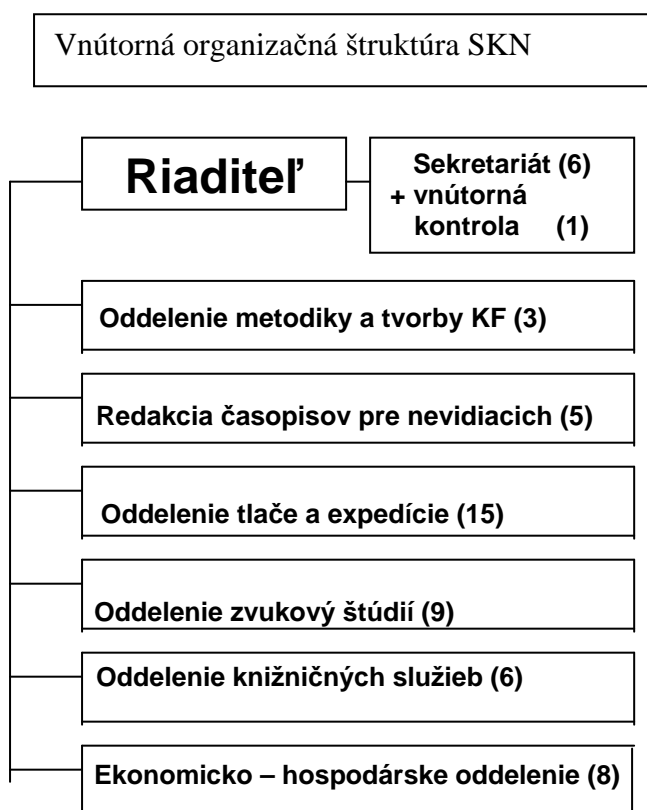 Vnútorná organizačná štruktúra SKN
Riaditeľ
Sekretariát (6)
+ vnútorná
kontrola (1)
Oddelenie metodiky a tvorby KF (3)
Redakcia časopisov pre nevidiacich (5)
Oddelenie tlače a expedície (15)
Oddelenie zvukový štúdií (9)
Oddelenie knižničných služieb (6)
Ekonomicko – hospodárske oddelenie (8)